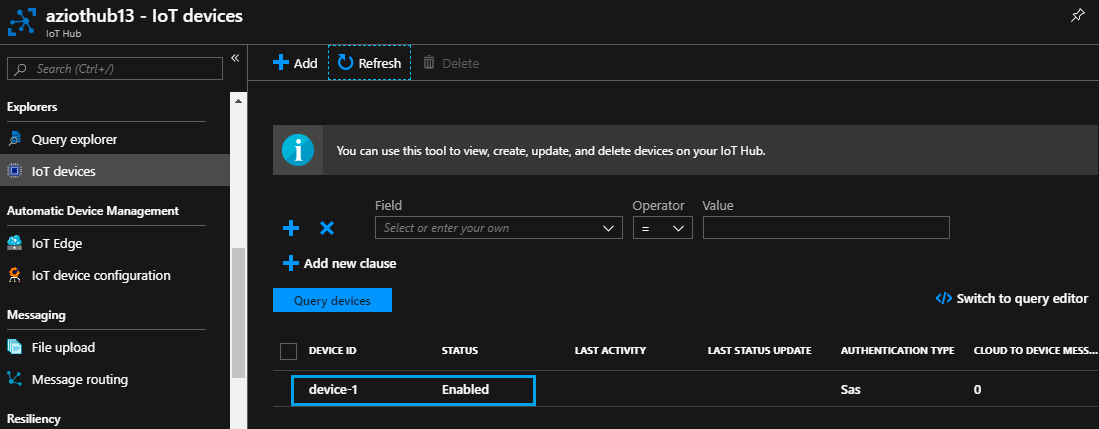 aziothub13 - IoT devices
IoT Hub
Search (Ctrl+/)
«
Explorers
Query explorer
IoT devices
Automatic Device Management
IoT Edge
IoT device configuration
Messaging
File upload
Message routing
Resiliency
Add Refresh Delete
You can use this tool to view, create, update, and delete devices on your IoT Hub.
Field Operator Value
Select or enter your own =
Add new clause
Query devices
</> Switch to query editor
DEVICE ID STATUS LAST ACTIVITY LAST STATUS UPDATE AUTHENTICATION TYPE CLOUD TO DEVICE MESS...
device-1 Enabled Sas 0